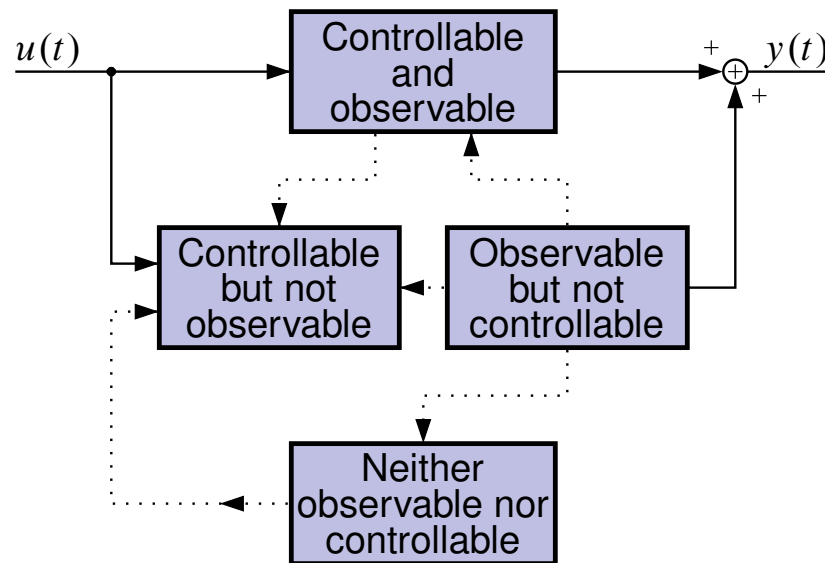 u(t)
Controllable
and
observable
+
+
y(t)
+
Controllable
but not
observable
Observable
but not
controllable
Neither
observable nor
controllable